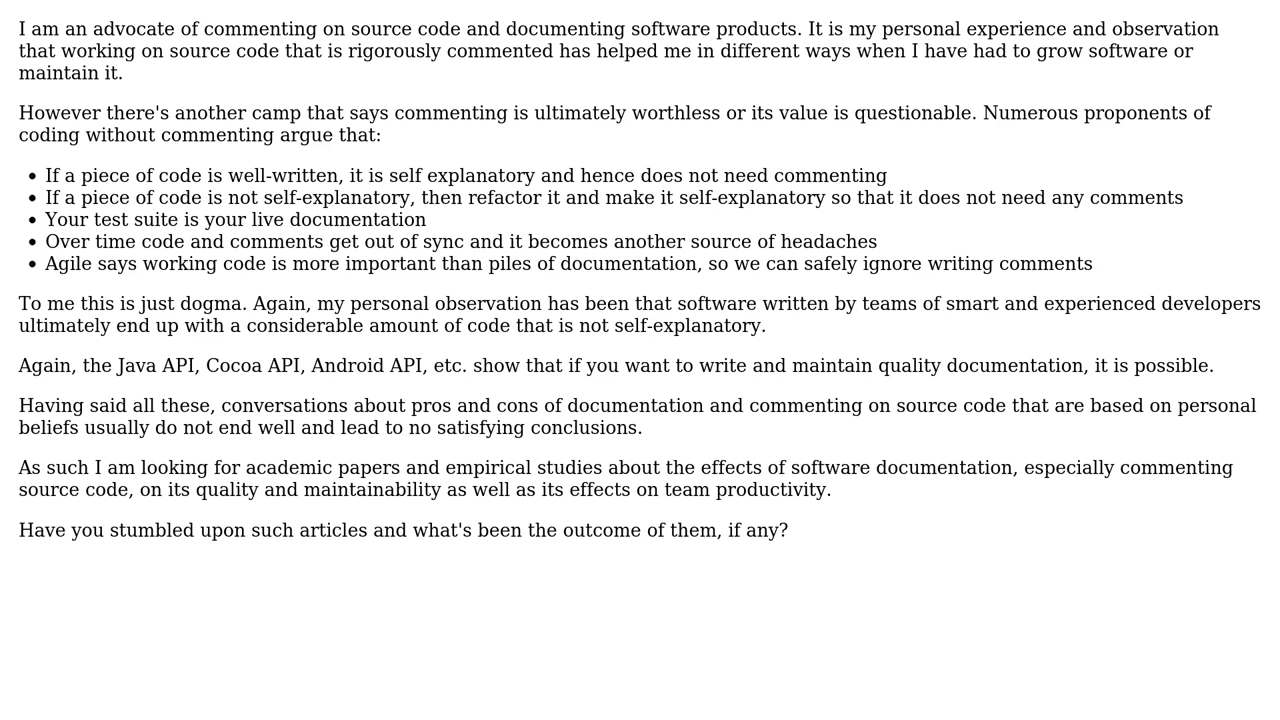 I am an advocate of commenting on source code and documenting software products. It is my personal experience and observation
that working on source code that is rigorously commented has helped me in different ways when I have had to grow software or
maintain it.
However there's another camp that says commenting is ultimately worthless or its value is questionable. Numerous proponents of
coding without commenting argue that:
• If a piece of code is well-written, it is self explanatory and hence does not need commenting
• If a piece of code is not self-explanatory, then refactor it and make it self-explanatory so that it does not need any comments
• Your test suite is your live documentation
• Over time code and comments get out of sync and it becomes another source of headaches
• Agile says working code is more important than piles of documentation, so we can safely ignore writing comments
To me this is just dogma. Again, my personal observation has been that software written by teams of smart and experienced developers
ultimately end up with a considerable amount of code that is not self-explanatory.
Again, the Java API, Cocoa API, Android API, etc. show that if you want to write and maintain quality documentation, it is possible.
Having said all these, conversations about pros and cons of documentation and commenting on source code that are based on personal
beliefs usually do not end well and lead to no satisfying conclusions.
As such I am looking for academic papers and empirical studies about the effects of software documentation, especially commenting
source code, on its quality and maintainability as well as its effects on team productivity.
Have you stumbled upon such articles and what's been the outcome of them, if any?